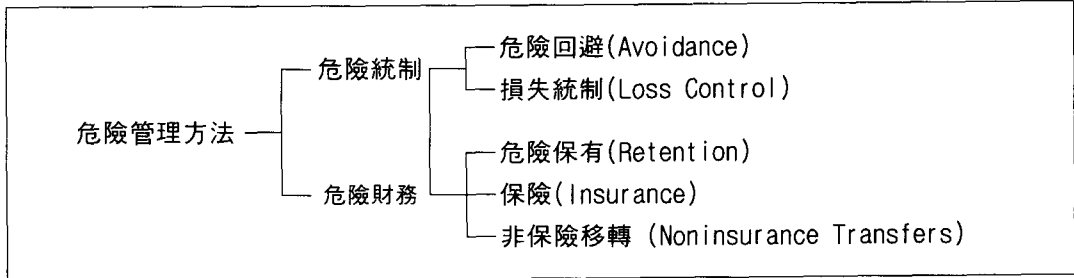 危險回避(Avoidance)
危險統制
損失統制(Loss Control)
危險管理方法
危險保有(Retention)
危險財務
保險(Insurance)
非保險移轉 (Noninsurance Transfers)